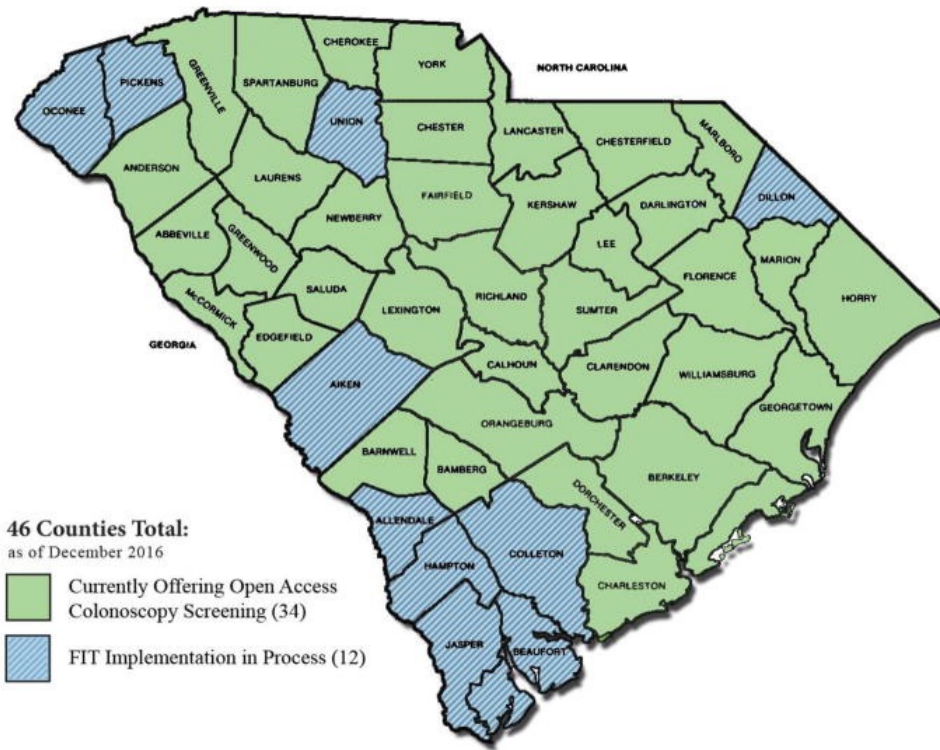 CHEROKEE
YORK
NORTH CAROLINA
GREENVILLE
SPARTANBURG
PICKENS
OCONEE
UNION
CHESTER
LANCASTER
CHESTERFIELD
MARLBORO
ANDERSON
LAURENS
FAIRFIELD
KERSHAW
DARLINGTON
DILLON
NEWBERRY
ABBEVILLE
GREENWOOD
LEE
MARION
FLORENCE
HORRY
SALUDA
RICHLAND
LEXINGTON
SUMTER
McCORMICK
EDGEFIELD
GEORGIA
CALHOUN
CLARENDON
WILLIAMSBURG
AIKEN
GEORGETOWN
ORANGEBURG
BARNWELL
BAMBERG
BERKELEY
DORCHESTER
ALLENDALE
COLLETON
HAMPTON
CHARLESTON
JASPER
BEAUFORT
46 Counties Total:
as of December 2016
Currently Offering Open Access
Colonoscopy Screening (34)
FIT Implementation in Process (12)